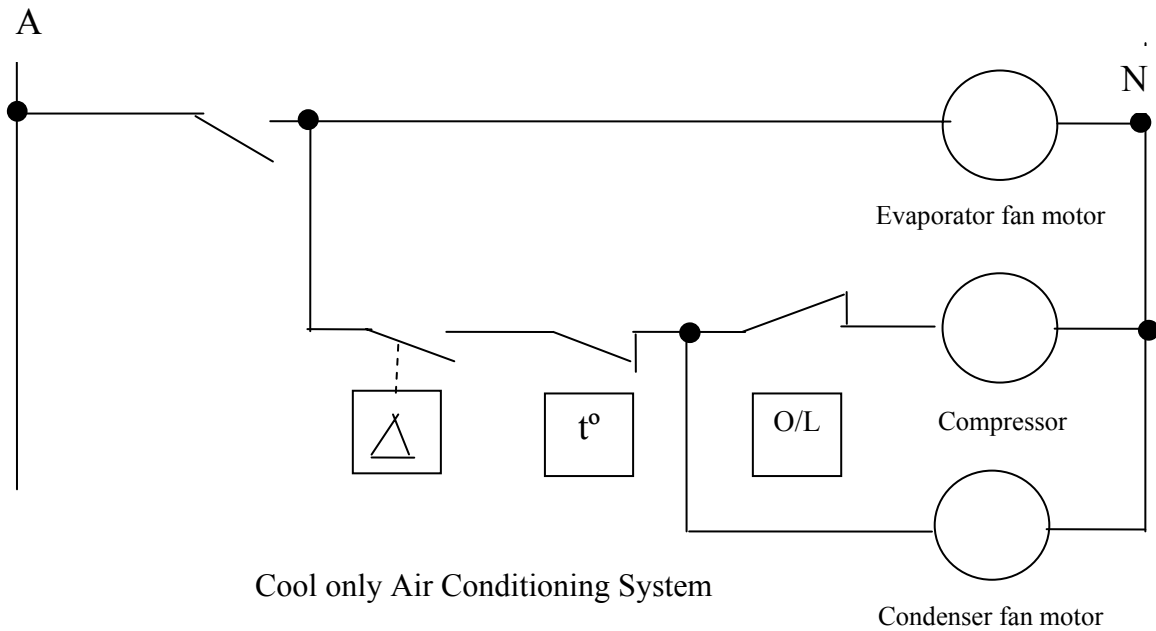 A
N
Evaporator fan motor
tº
O/L
Compressor
Cool only Air Conditioning System
Condenser fan motor